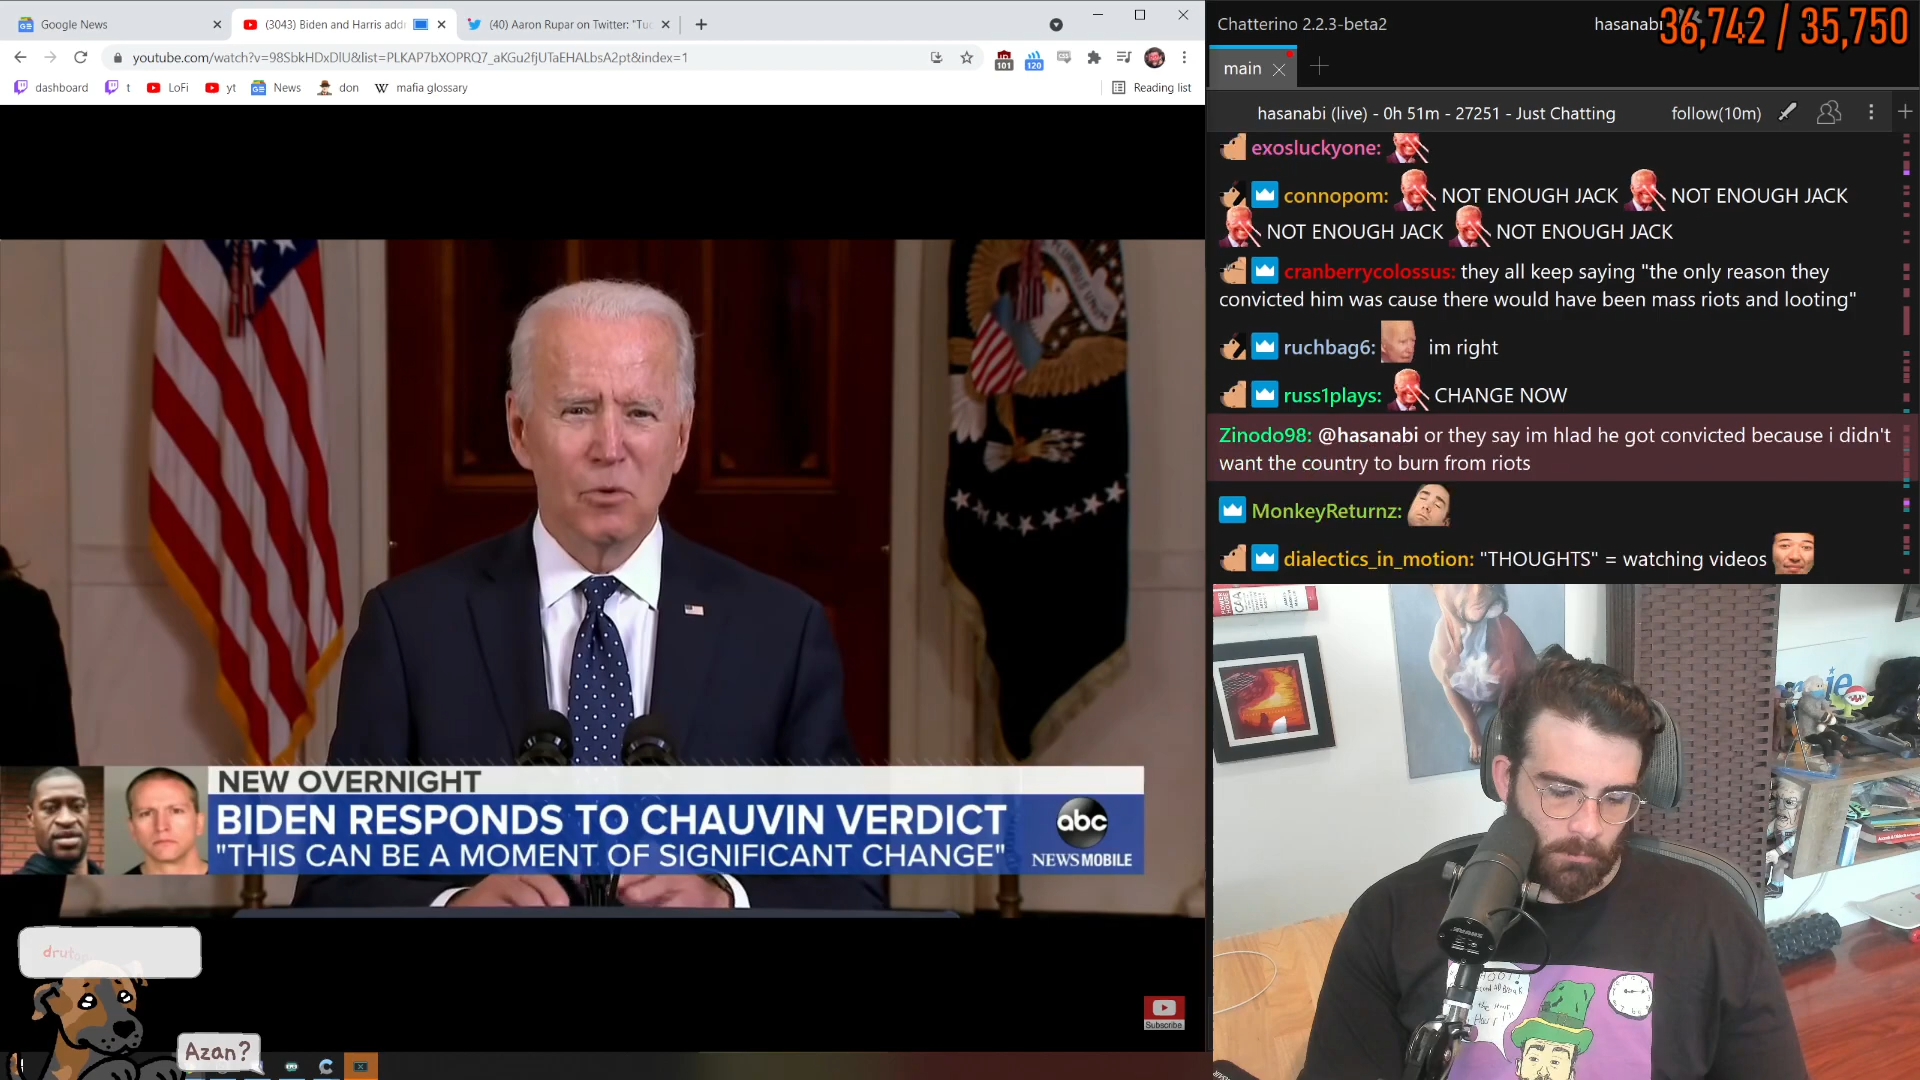 Google News
(3043) Biden and Harris addr
(40) Aaron Rupar on Twitter: "Tuc
youtube.com/watch?v=98SbkHDxDlU&list=PLKAP7bXOPRQ7_aKGu2fjUTaEHALbsA2pt&index=1
101
120
dashboard
t
LoFi
yt
News
don
W mafia glossary
Reading list
NEW OVERNIGHT
BIDEN RESPONDS TO CHAUVIN VERDICT
"THIS CAN BE A MOMENT OF SIGNIFICANT CHANGE"
abc
NEWS MOBILE
Subscribe
Azan?
Chatterino 2.2.3-beta2
hasanabi
36,742 / 35,750
main
hasanabi (live) - 0h 51m - 27251 - Just Chatting
follow(10m)
exosluckyone:
connopom: NOT ENOUGH JACK NOT ENOUGH JACK
NOT ENOUGH JACK NOT ENOUGH JACK
cranberrycolossus: they all keep saying "the only reason they
convicted him was cause there would have been mass riots and looting"
ruchbag6: im right
russ1plays: CHANGE NOW
Zinodo98: @hasanabi or they say im hlad he got convicted because i didn't
want the country to burn from riots
MonkeyReturnz:
dialectics_in_motion: "THOUGHTS" = watching videos
CAA